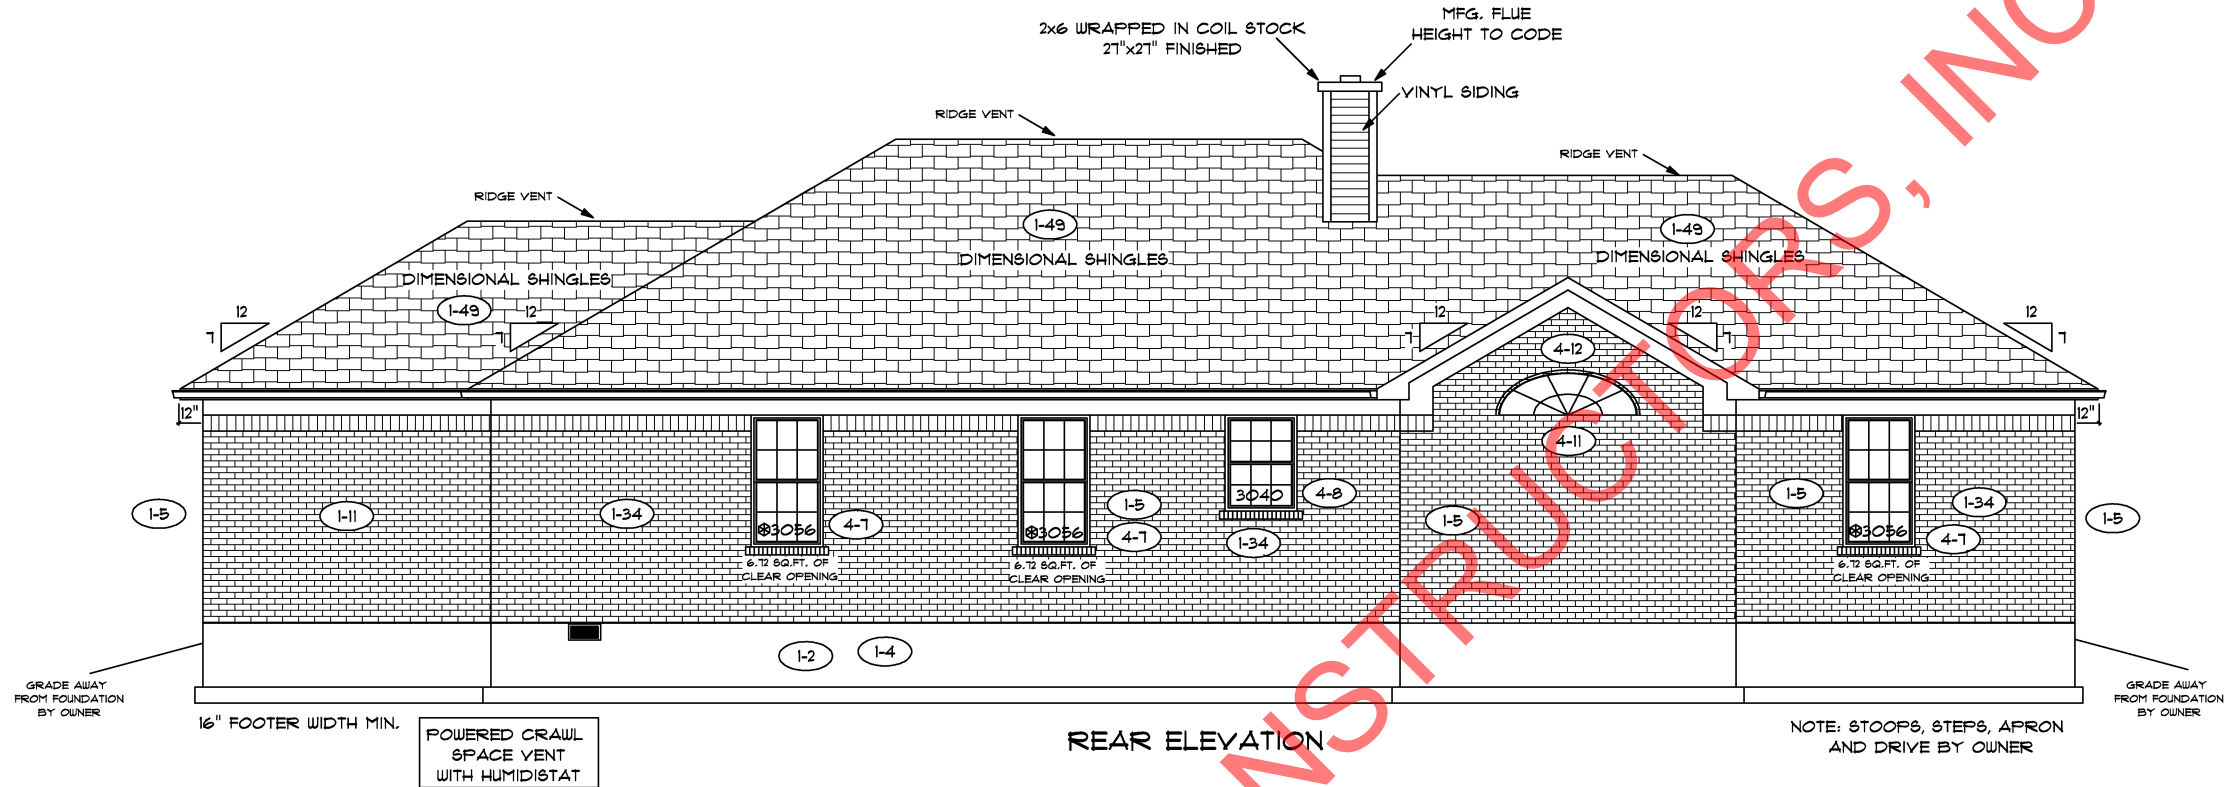 2x6 WRAPPED IN COIL STOCK
27"x27" FINISHED
MFG. FLUE
HEIGHT TO CODE
VINYL SIDING
RIDGE VENT
RIDGE VENT
RIDGE VENT
1-49
DIMENSIONAL SHINGLES
1-49
DIMENSIONAL SHINGLES
DIMENSIONAL SHINGLES
1-49
12
7
12
7
12
7
12
7
12
7
4-12
4-11
12"
12"
1-5
1-11
1-34
✽3056
4-7
6.72 SQ.FT. OF
CLEAR OPENING
✽3056
1-5
4-7
6.72 SQ.FT. OF
CLEAR OPENING
3040
4-8
1-34
1-5
1-5
✽3056
1-34
4-7
6.72 SQ.FT. OF
CLEAR OPENING
1-5
1-2
1-4
GRADE AWAY
FROM FOUNDATION
BY OWNER
GRADE AWAY
FROM FOUNDATION
BY OWNER
16" FOOTER WIDTH MIN.
POWERED CRAWL
SPACE VENT
WITH HUMIDISTAT
REAR ELEVATION
NOTE: STOOPS, STEPS, APRON
AND DRIVE BY OWNER
NSTRUCTORS, INC